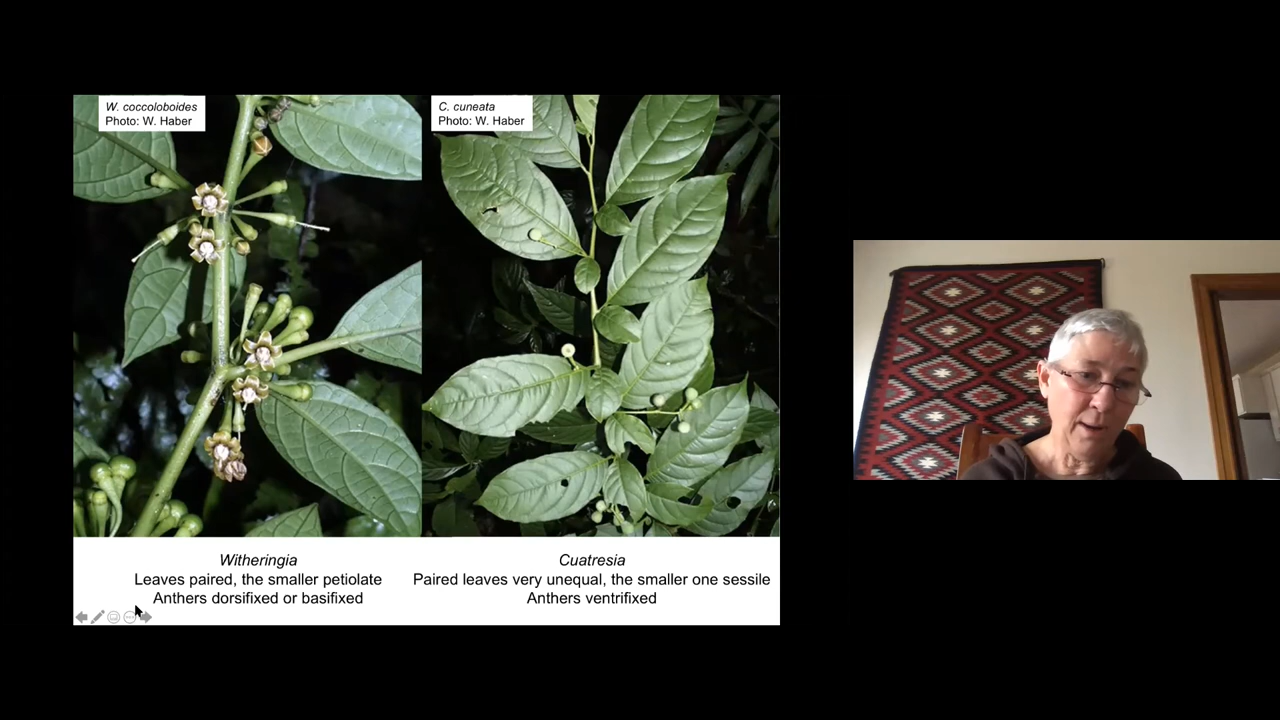 W. coccoloboides
Photo: W. Haber
C. cuneata
Photo: W. Haber
Witheringia
Leaves paired, the smaller petiolate
Anthers dorsifixed or basifixed
Cuatresia
Paired leaves very unequal, the smaller one sessile
Anthers ventrifixed